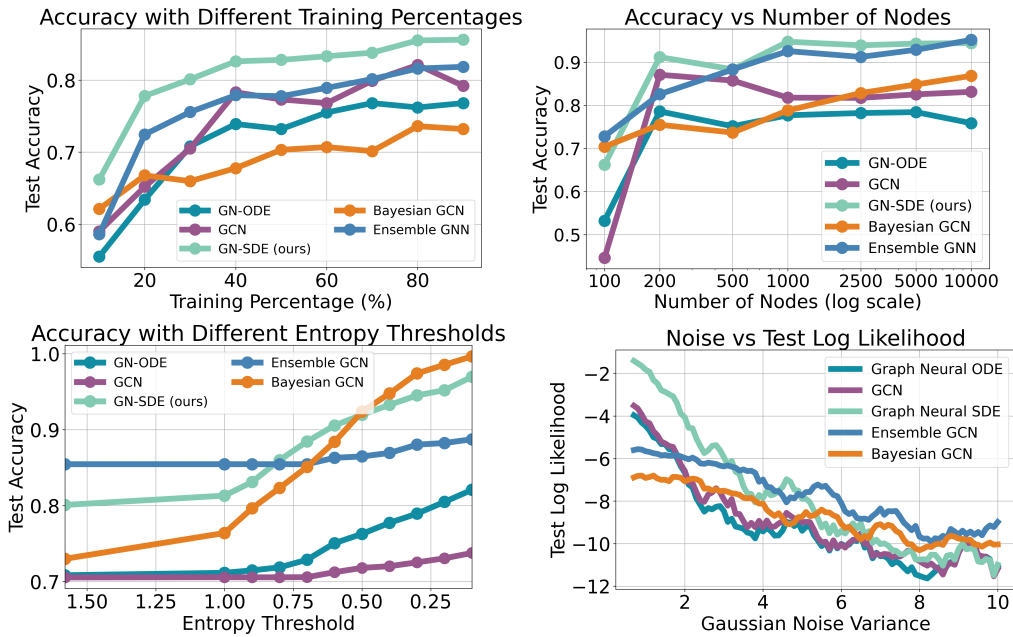 Accuracy with Different Training Percentages
Test Accuracy
0.8
0.7
0.6
GN-ODE
GCN
GN-SDE (ours)
Bayesian GCN
Ensemble GNN
20
40
60
80
Training Percentage (%)
Accuracy vs Number of Nodes
Test Accuracy
0.9
0.8
0.7
0.6
0.5
GN-ODE
GCN
GN-SDE (ours)
Bayesian GCN
Ensemble GNN
100
200
500
1000
2500
5000
10000
Number of Nodes (log scale)
Accuracy with Different Entropy Thresholds
Test Accuracy
1.0
0.9
0.8
0.7
GN-ODE
GCN
GN-SDE (ours)
Ensemble GCN
Bayesian GCN
1.50
1.25
1.00
0.75
0.50
0.25
Entropy Threshold
Noise vs Test Log Likelihood
Test Log Likelihood
−2
−4
−6
−8
−10
−12
Graph Neural ODE
GCN
Graph Neural SDE
Ensemble GCN
Bayesian GCN
2
4
6
8
10
Gaussian Noise Variance